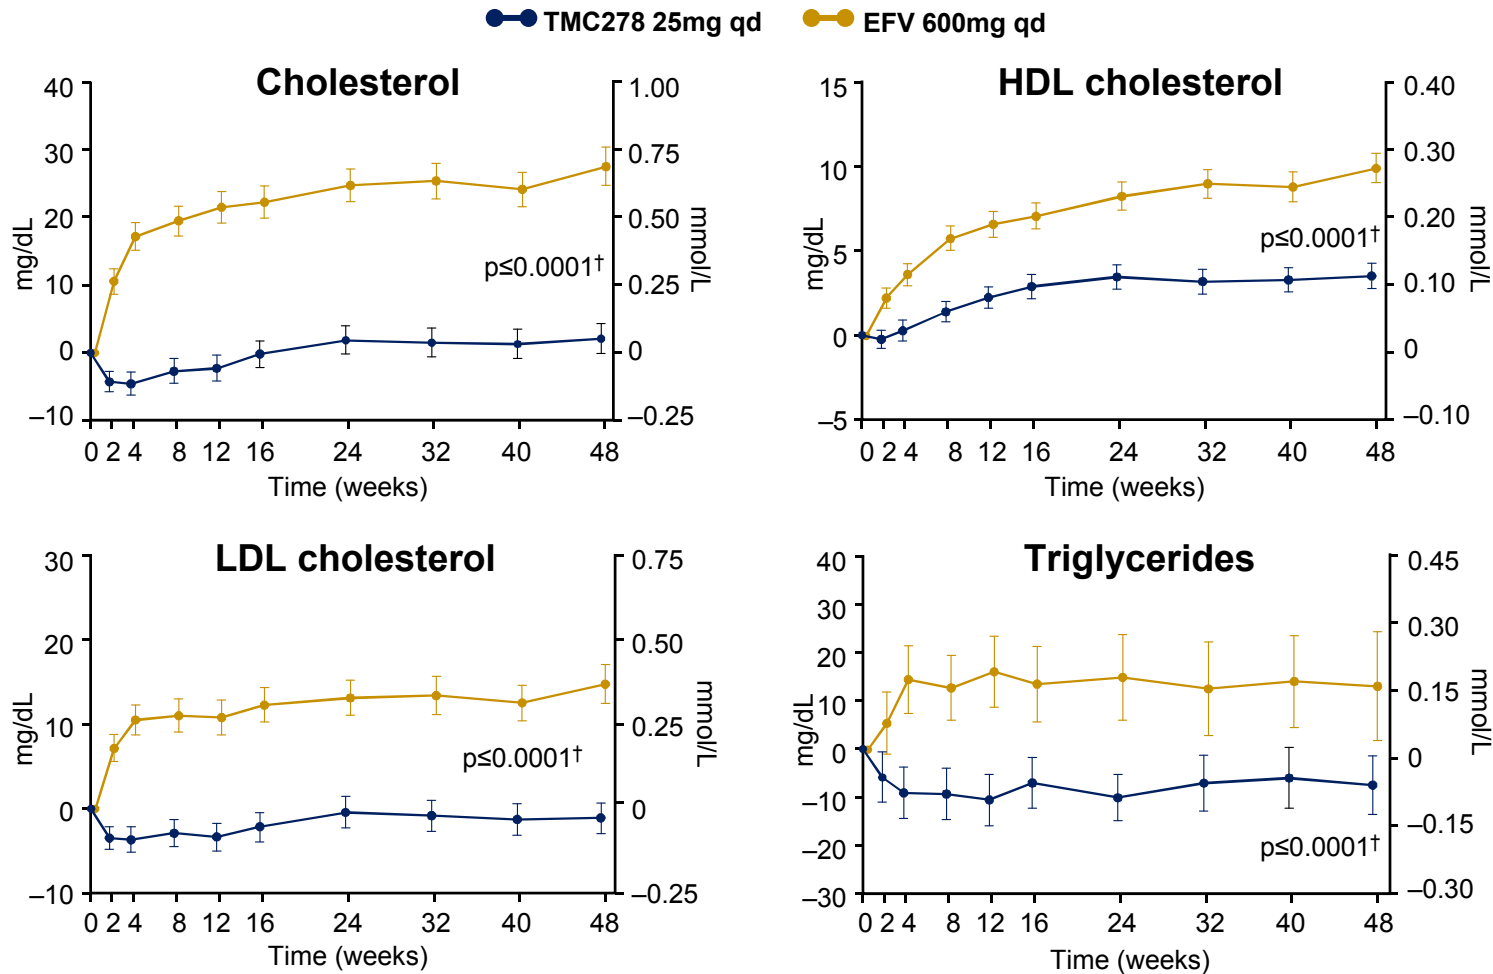 TMC278 25mg qd EFV 600mg qd
Cholesterol
40
30
20
10
0
–10
mg/dL
1.00
0.75
0.50
0.25
0
–0.25
mmol/L
p≤0.0001†
0 2 4 8 12 16 24 32 40 48
Time (weeks)
HDL cholesterol
15
10
5
0
–5
mg/dL
0.40
0.30
0.20
0.10
0
–0.10
mmol/L
p≤0.0001†
0 2 4 8 12 16 24 32 40 48
Time (weeks)
LDL cholesterol
30
20
10
0
–10
mg/dL
0.75
0.50
0.25
0
–0.25
mmol/L
p≤0.0001†
0 2 4 8 12 16 24 32 40 48
Time (weeks)
Triglycerides
40
30
20
10
0
–10
–20
–30
mg/dL
0.45
0.30
0.15
0
–0.15
–0.30
mmol/L
p≤0.0001†
0 2 4 8 12 16 24 32 40 48
Time (weeks)